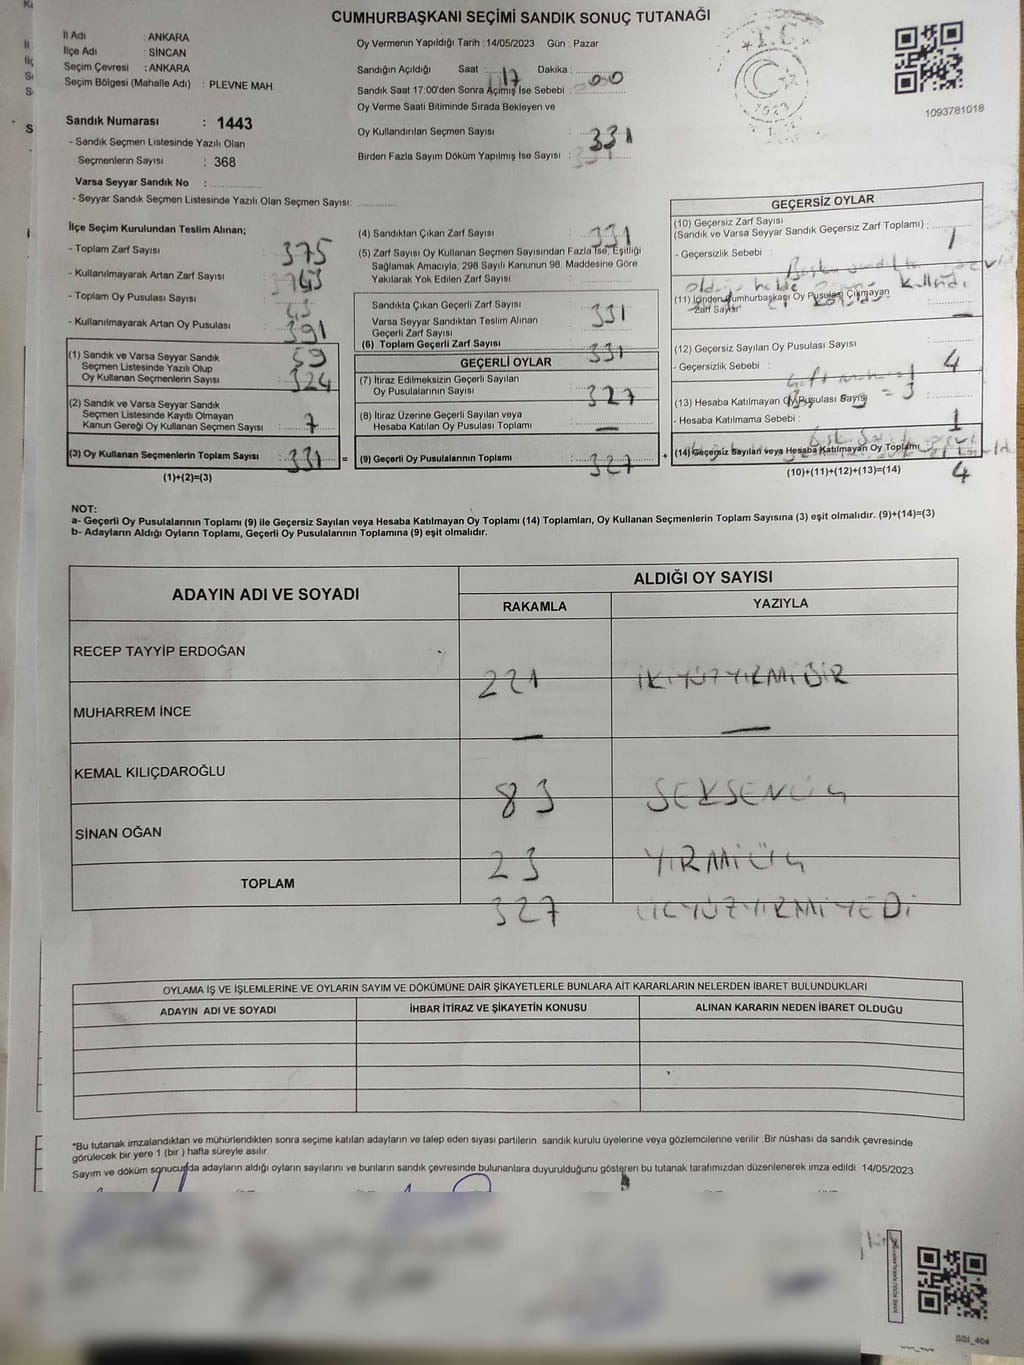 CUMHURBAŞKANI SEÇİMİ SANDIK SONUÇ TUTANAĞI
İl Adı : ANKARA
İlçe Adı : SİNCAN
Seçim Çevresi : ANKARA
Seçim Bölgesi (Mahalle Adı) : PLEVNE MAH.
Sandık Numarası : 1443
- Sandık Seçmen Listesinde Yazılı Olan
Seçmenlerin Sayısı : 368
Varsa Seyyar Sandık No :
- Seyyar Sandık Seçmen Listesinde Yazılı Olan Seçmen Sayısı:
Oy Vermenin Yapıldığı Tarih : 14/05/2023 Gün : Pazar
Sandığın Açıldığı Saat : 17 Dakika : 00
Sandık Saat 17:00'den Sonra Açımış İse Sebebi :
Oy Verme Saati Bitiminde Sırada Bekleyen ve
Oy Kullandırılan Seçmen Sayısı : 331
Birden Fazla Sayım Döküm Yapılmış İse Sayısı :
T.C.
2023
1093781018
İlçe Seçim Kurulundan Teslim Alınan;
- Toplam Zarf Sayısı : 375
- Kullanılmayarak Artan Zarf Sayısı :
- Toplam Oy Pusulası Sayısı :
- Kullanılmayarak Artan Oy Pusulası : 391
(1) Sandık ve Varsa Seyyar Sandık 59
Seçmen Listesinde Yazılı Olup
Oy Kullanan Seçmenlerin Sayısı : 324
(2) Sandık ve Varsa Seyyar Sandık
Seçmen Listesinde Kayıtlı Olmayan
Kanun Gereği Oy Kullanan Seçmen Sayısı : 7
(3) Oy Kullanan Seçmenlerin Toplam Sayısı : 331 =
(1)+(2)=(3)
(4) Sandıktan Çıkan Zarf Sayısı : 331
(5) Zarf Sayısı Oy Kullanan Seçmen Sayısından Fazla İse, Eşitliği
Sağlamak Amacıyla, 298 Sayılı Kanunun 98. Maddesine Göre
Yakılarak Yok Edilen Zarf Sayısı :
Sandıkta Çıkan Geçerli Zarf Sayısı : 331
Varsa Seyyar Sandıktan Teslim Alınan
Geçerli Zarf Sayısı :
(6) Toplam Geçerli Zarf Sayısı : 331
GEÇERLİ OYLAR
(7) İtiraz Edilmeksizin Geçerli Sayılan
Oy Pusulalarının Sayısı : 327
(8) İtiraz Üzerine Geçerli Sayılan veya
Hesaba Katılan Oy Pusulası Toplamı : —
(9) Geçerli Oy Pusulalarının Toplamı : 327 +
GEÇERSİZ OYLAR
(10) Geçersiz Zarf Sayısı
(Sandık ve Varsa Seyyar Sandık Geçersiz Zarf Toplamı) : 1
- Geçersizlik Sebebi :
(11) İçinden Cumhurbaşkanı Oy Pusulası Çıkmayan
Zarf Sayısı —
(12) Geçersiz Sayılan Oy Pusulası Sayısı :
- Geçersizlik Sebebi : 4
(13) Hesaba Katılmayan Oy Pusulası Sayısı :
- Hesaba Katılmama Sebebi : 1
(14) Geçersiz Sayılan veya Hesaba Katılmayan Oy Toplamı :
(10)+(11)+(12)+(13)=(14) 4
NOT:
a- Geçerli Oy Pusulalarının Toplamı (9) ile Geçersiz Sayılan veya Hesaba Katılmayan Oy Toplamı (14) Toplamları, Oy Kullanan Seçmenlerin Toplam Sayısına (3) eşit olmalıdır. (9)+(14)=(3)
b- Adayların Aldığı Oyların Toplamı, Geçerli Oy Pusulalarının Toplamına (9) eşit olmalıdır.
ADAYIN ADI VE SOYADI
ALDIĞI OY SAYISI
RAKAMLA YAZIYLA
RECEP TAYYİP ERDOĞAN 221 İKİYÜZYİRMİBİR
MUHARREM İNCE — —
KEMAL KILIÇDAROĞLU 83 SEKSENÜÇ
SİNAN OĞAN 23 YİRMİÜÇ
TOPLAM 327 ÜÇYÜZYİRMİYEDİ
OYLAMA İŞ VE İŞLEMLERİNE VE OYLARIN SAYIM VE DÖKÜMÜNE DAİR ŞİKAYETLERLE BUNLARA AİT KARARLARIN NELERDEN İBARET BULUNDUKLARI
ADAYIN ADI VE SOYADI İHBAR İTİRAZ VE ŞİKAYETİN KONUSU ALINAN KARARIN NEDEN İBARET OLDUĞU
*Bu tutanak imzalandıktan ve mühürlendikten sonra seçime katılan adayların ve talep eden siyasi partilerin sandık kurulu üyelerine veya gözlemcilerine verilir .Bir nüshası da sandık çevresinde
görülecek bir yere 1 (bir ) hafta süreyle asılır.
Sayım ve döküm sonucunda adayların aldığı oyların sayılarını ve bunların sandık çevresinde bulunanlara duyurulduğunu gösteren bu tutanak tarafımızdan düzenlenerek imza edildi 14/05/2023
SSI_404